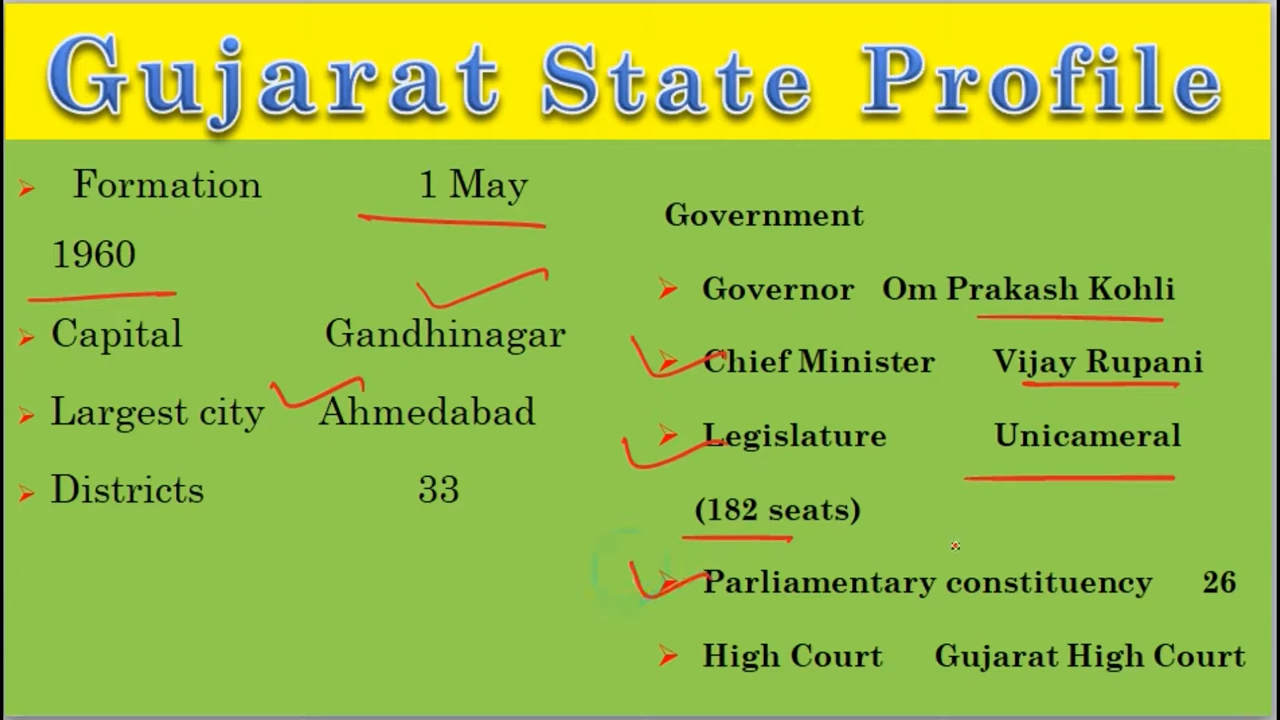 Gujarat State Profile
Formation 1 May
1960
Capital Gandhinagar
Largest city Ahmedabad
Districts 33
Government
Governor Om Prakash Kohli
Chief Minister Vijay Rupani
Legislature Unicameral
(182 seats)
Parliamentary constituency 26
High Court Gujarat High Court